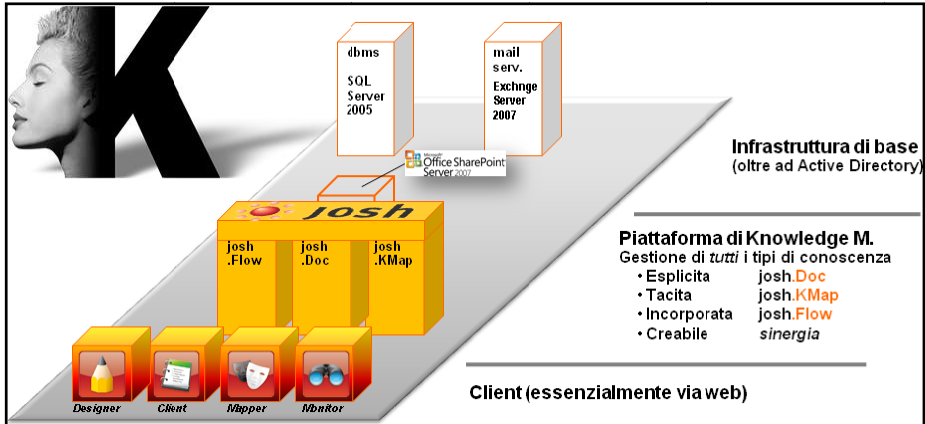 K
dbms
SQL
Server
2005
mail
serv.
Exchnge
Server
2007
Microsoft
Office SharePoint
Server 2007
josh
josh
.Flow
josh
.Doc
josh
.KMap
Designer
Client
Mapper
Monitor
Infrastruttura di base
(oltre ad Active Directory)
Piattaforma di Knowledge M.
Gestione di tutti i tipi di conoscenza
• Esplicita josh.Doc
• Tacita josh.KMap
• Incorporata josh.Flow
• Creabile sinergia
Client (essenzialmente via web)